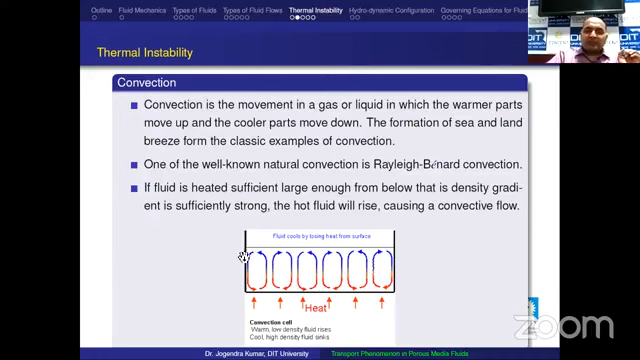 Outline Fluid Mechanics Types of Fluids Types of Fluid Flows Thermal Instability Hydro-dynamic Configuration Governing Equations for Fluid
Thermal Instability
Convection
Convection is the movement in a gas or liquid in which the warmer parts
move up and the cooler parts move down. The formation of sea and land
breeze form the classic examples of convection.
One of the well-known natural convection is Rayleigh-Bénard convection.
If fluid is heated sufficient large enough from below that is density gradi-
ent is sufficiently strong, the hot fluid will rise, causing a convective flow.
Fluid cools by losing heat from surface
Heat
Convection cell
Warm, low density fluid rises
Cool, high density fluid sinks
zoom
Dr. Jogendra Kumar, DIT University Transport Phenomenon in Porous Media Fluids